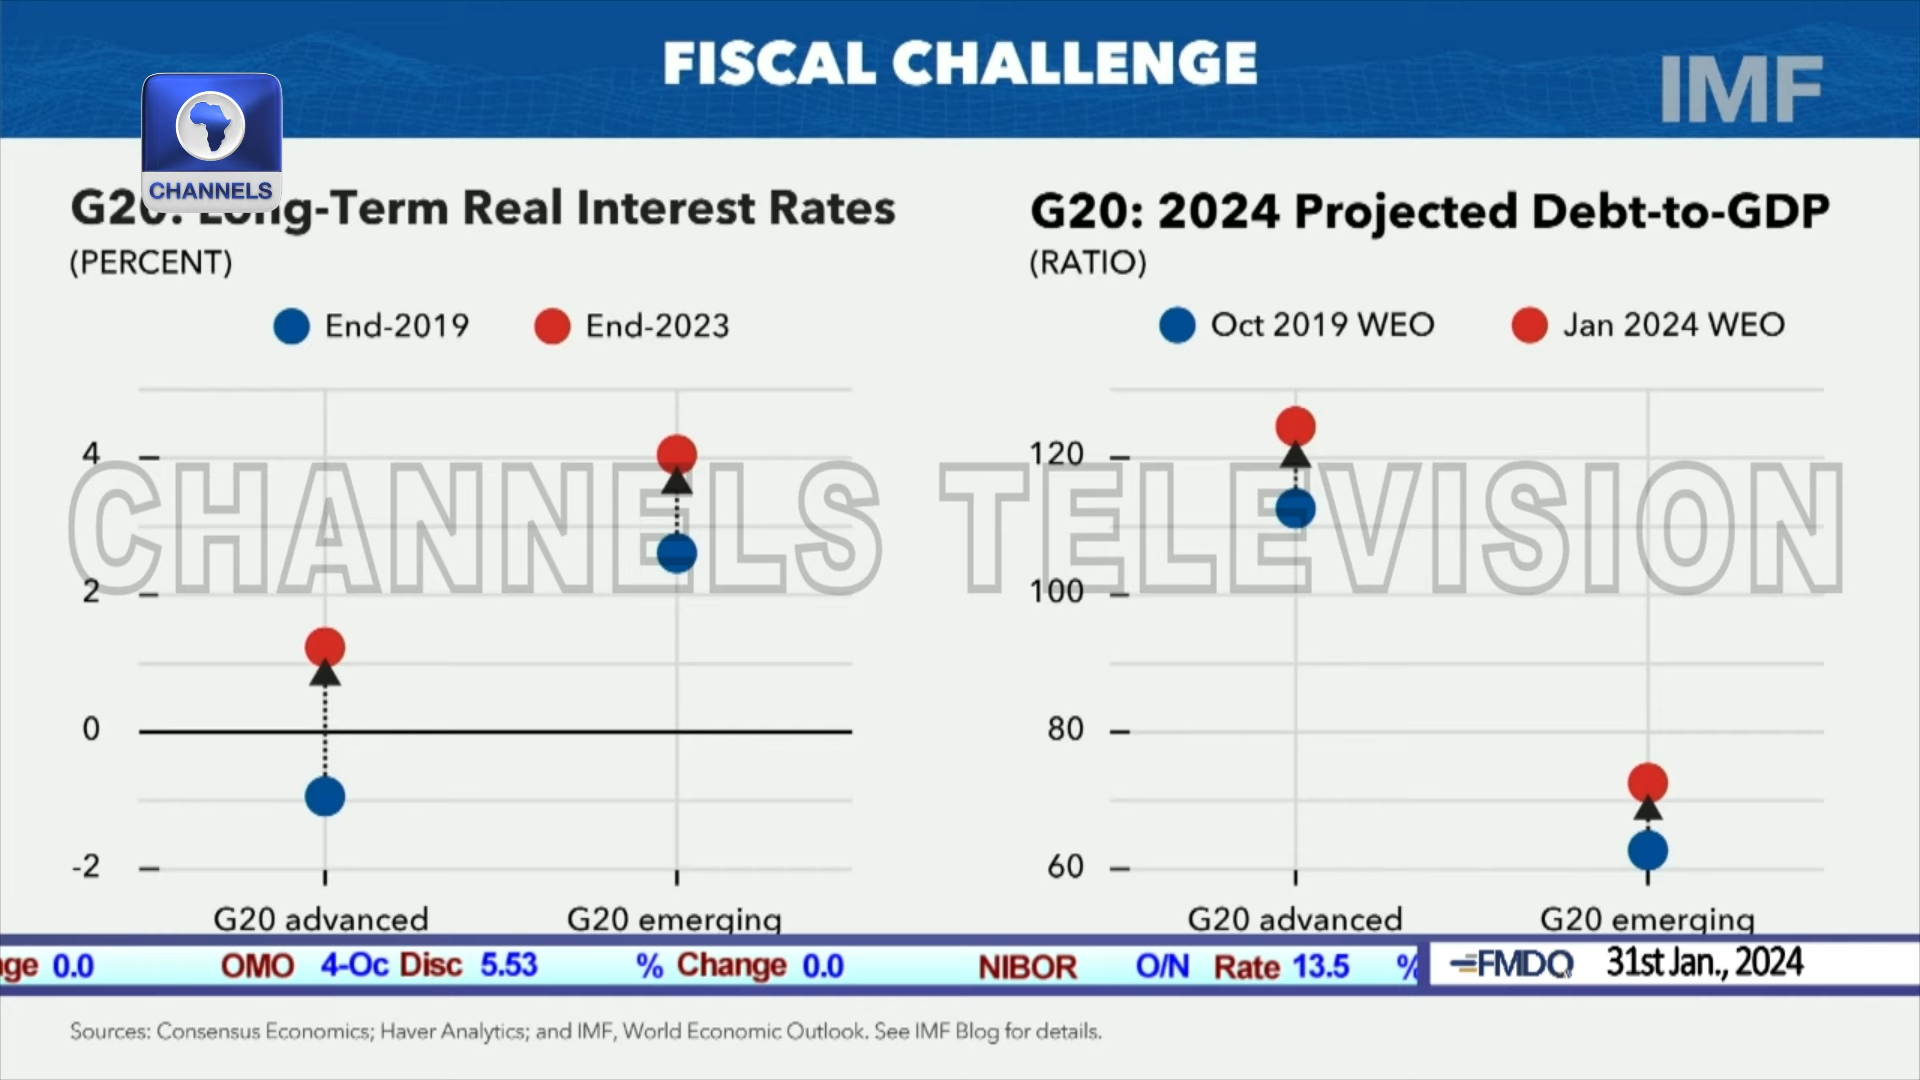 FISCAL CHALLENGE
IMF
CHANNELS
G20: Long-Term Real Interest Rates
(PERCENT)
End-2019 End-2023
4
2
0
-2
G20 advanced G20 emerging
G20: 2024 Projected Debt-to-GDP
(RATIO)
Oct 2019 WEO Jan 2024 WEO
120
100
80
60
G20 advanced G20 emerging
CHANNELS TELEVISION
0.0 OMO 4-Oc Disc 5.53 % Change 0.0 NIBOR O/N Rate 13.5 %
FMDQ 31st Jan., 2024
Sources: Consensus Economics; Haver Analytics; and IMF, World Economic Outlook. See IMF Blog for details.